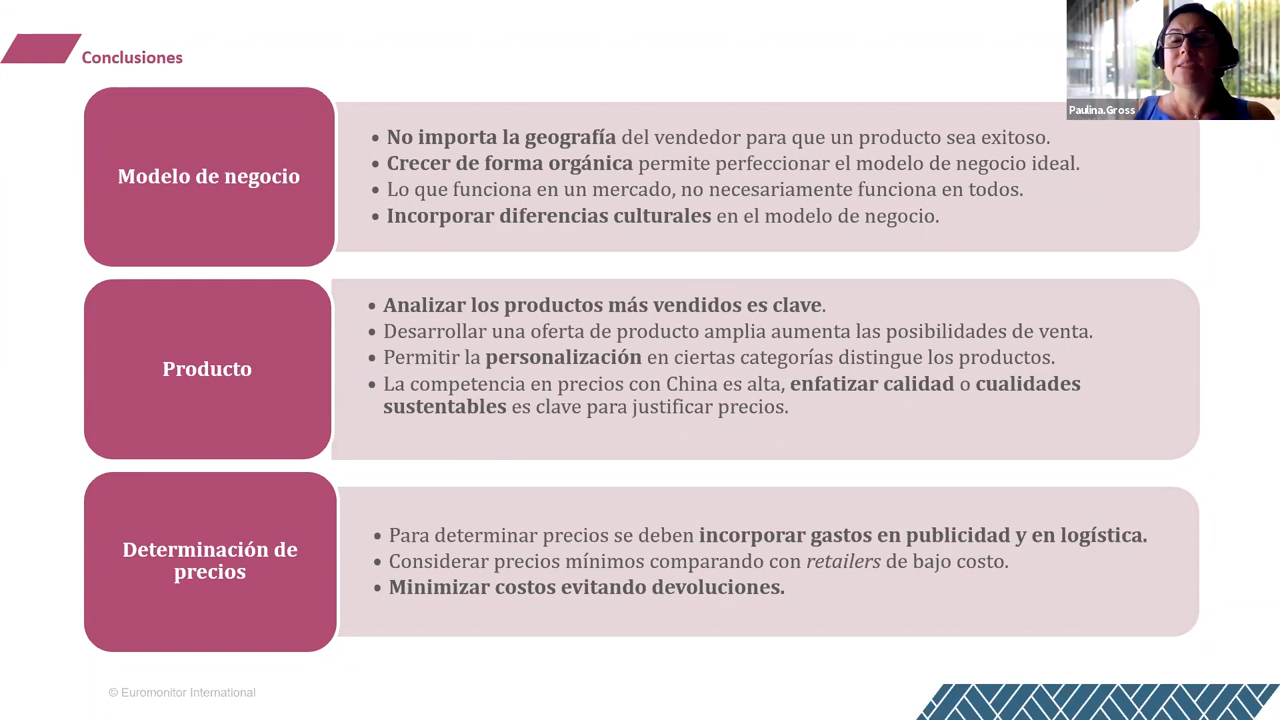 Conclusiones
Paulina.Gross
Modelo de negocio
• No importa la geografía del vendedor para que un producto sea exitoso.
• Crecer de forma orgánica permite perfeccionar el modelo de negocio ideal.
• Lo que funciona en un mercado, no necesariamente funciona en todos.
• Incorporar diferencias culturales en el modelo de negocio.
Producto
• Analizar los productos más vendidos es clave.
• Desarrollar una oferta de producto amplia aumenta las posibilidades de venta.
• Permitir la personalización en ciertas categorías distingue los productos.
• La competencia en precios con China es alta, enfatizar calidad o cualidades
sustentables es clave para justificar precios.
Determinación de
precios
• Para determinar precios se deben incorporar gastos en publicidad y en logística.
• Considerar precios mínimos comparando con retailers de bajo costo.
• Minimizar costos evitando devoluciones.
© Euromonitor International